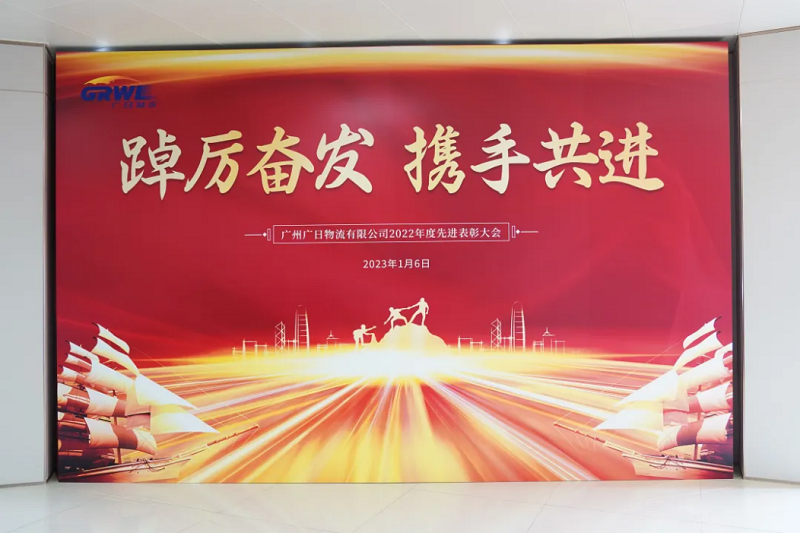 GRWL
踔厉奋发 携手共进
广州广日物流有限公司2022年度先进表彰大会
2023年1月6日